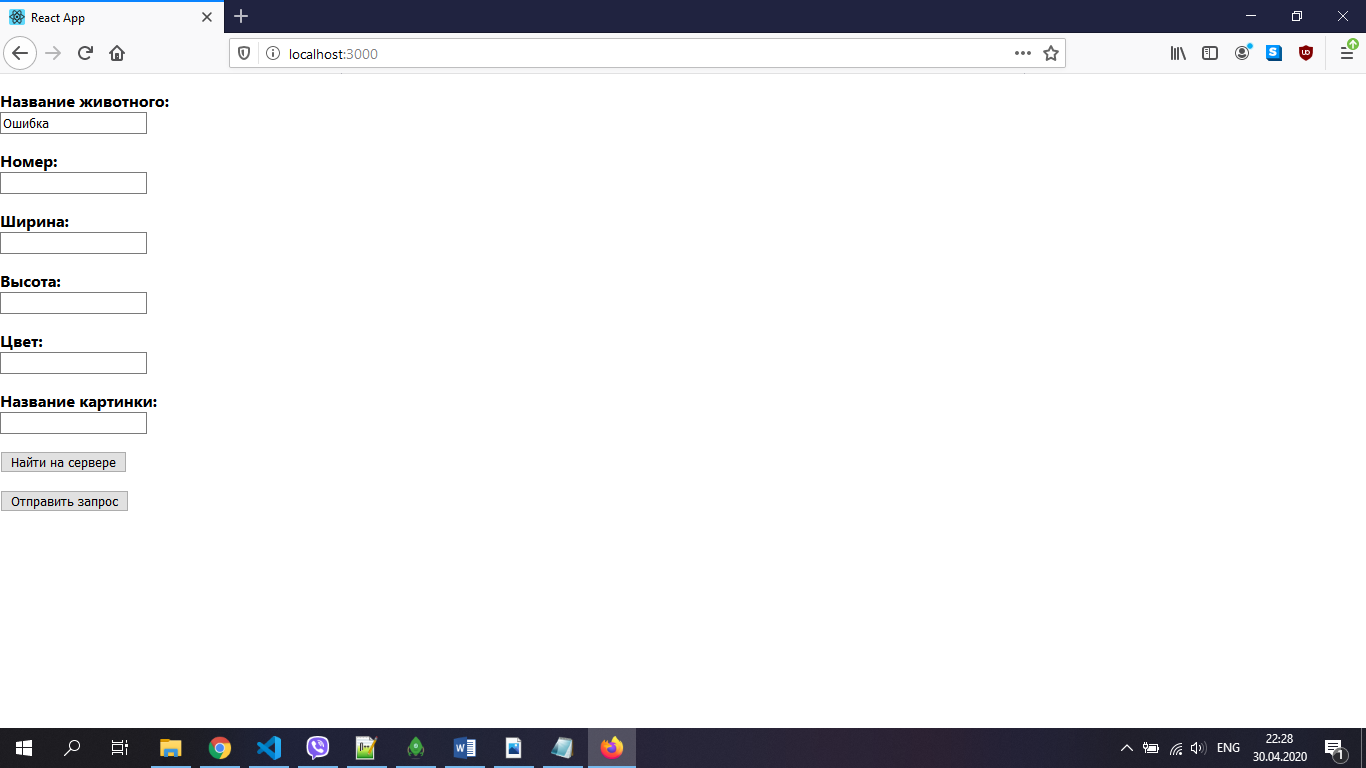 React App
localhost:3000
Название животного:
Ошибка
Номер:
Ширина:
Высота:
Цвет:
Название картинки:
Найти на сервере
Отправить запрос
ENG
22:28
30.04.2020
1